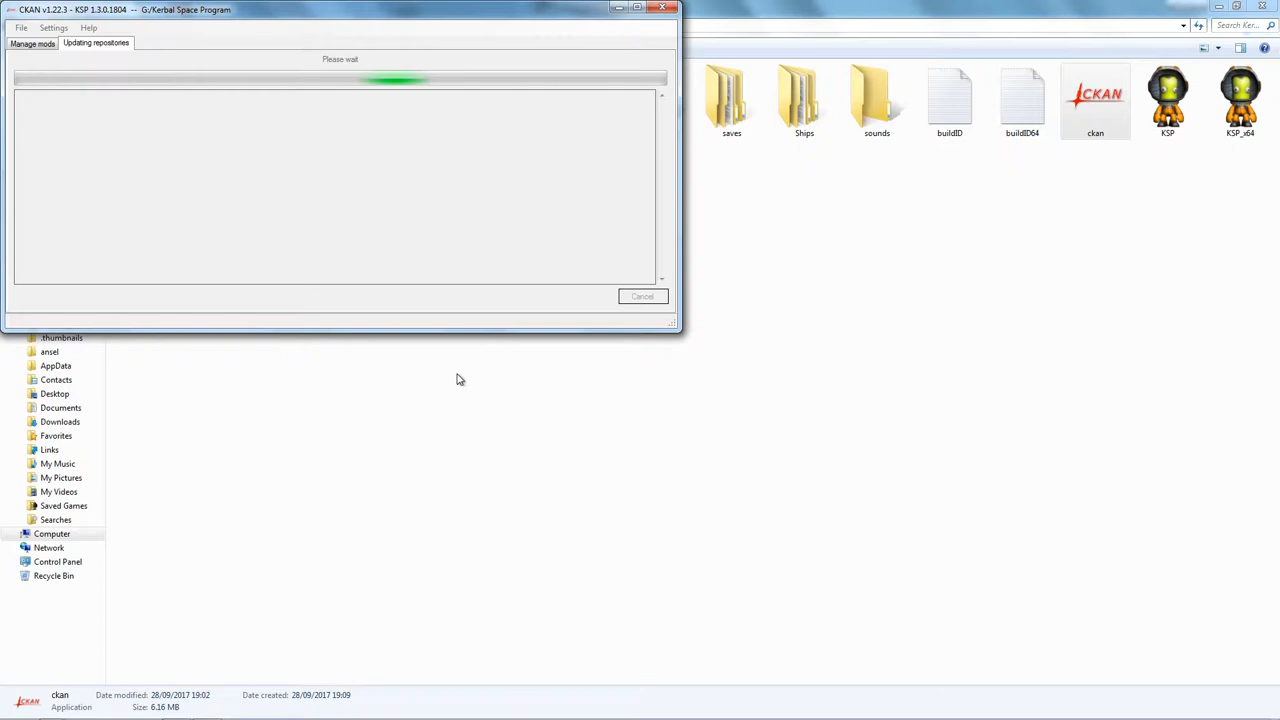 CKAN v1.22.3 - KSP 1.3.0.1804 -- G:/Kerbal Space Program
File Settings Help
Search Ker...
Manage mods Updating repositories
Please wait
CKAN
saves Ships sounds buildID buildID64 ckan KSP KSP_x64
Cancel
.thumbnails
ansel
AppData
Contacts
Desktop
Documents
Downloads
Favorites
Links
My Music
My Pictures
My Videos
Saved Games
Searches
Computer
Network
Control Panel
Recycle Bin
CKAN
ckan Date modified: 28/09/2017 19:02 Date created: 28/09/2017 19:09
Application Size: 6.16 MB